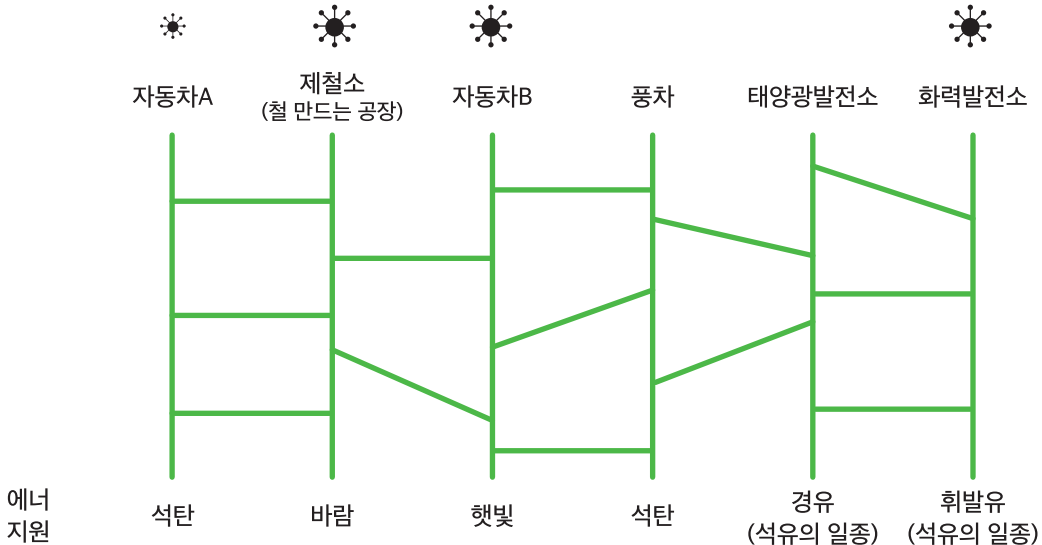 자동차A
제철소
(철 만드는 공장)
자동차B
풍차
태양광발전소
화력발전소
에너
지원
석탄
바람
햇빛
석탄
경유
(석유의 일종)
휘발유
(석유의 일종)